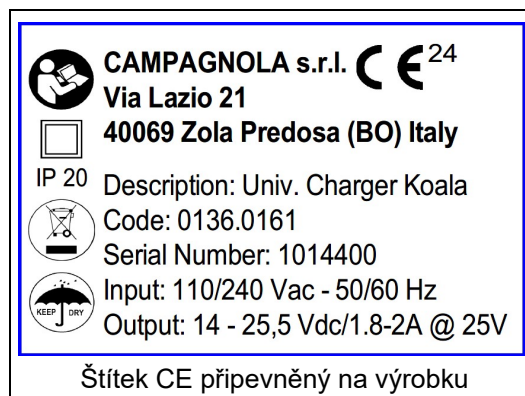 CAMPAGNOLA s.r.l. CE 24
Via Lazio 21
40069 Zola Predosa (BO) Italy
IP 20
Description: Univ. Charger Koala
Code: 0136.0161
Serial Number: 1014400
KEEP DRY
Input: 110/240 Vac - 50/60 Hz
Output: 14 - 25,5 Vdc/1.8-2A @ 25V
Štítek CE připevněný na výrobku